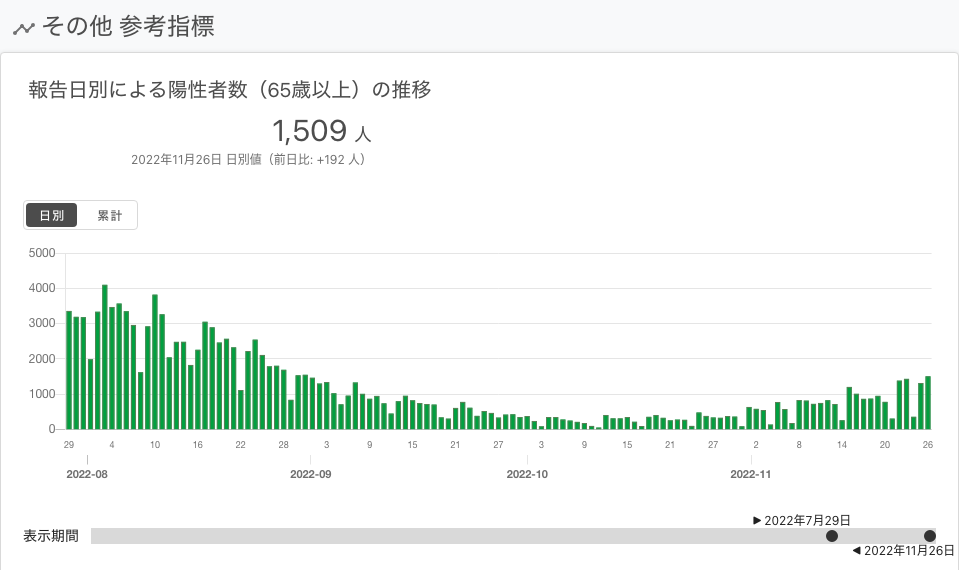 その他 参考指標
報告日別による陽性者数（65歳以上）の推移
1,509 人
2022年11月26日 日別値（前日比: +192 人）
日別 累計
5000
4000
3000
2000
1000
0
29 4 10 16 22 28 3 9 15 21 27 3 9 15 21 27 2 8 14 20 26
2022-08 2022-09 2022-10 2022-11
▶ 2022年7月29日
表示期間
◀ 2022年11月26日